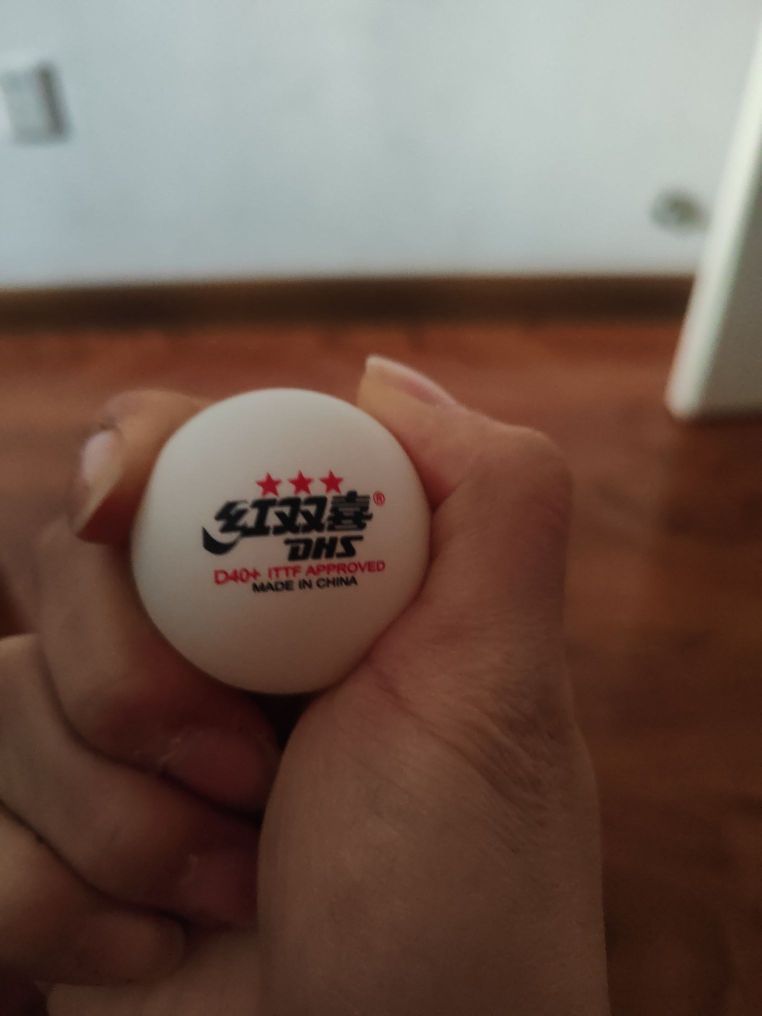 ★★★
红双喜®
DHS
D40+ ITTF APPROVED
MADE IN CHINA